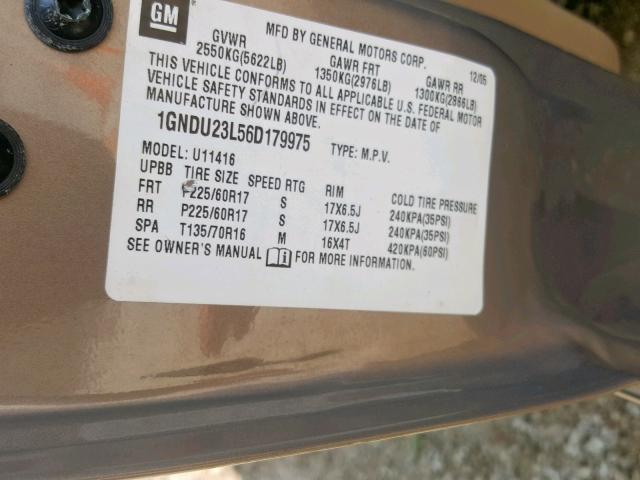 GM
MFD BY GENERAL MOTORS CORP. 12/05
GVWR GAWR FRT GAWR RR
2550KG(5622LB) 1350KG(2976LB) 1300KG(2866LB)
THIS VEHICLE CONFORMS TO ALL APPLICABLE U.S. FEDERAL MOTOR
VEHICLE SAFETY STANDARDS IN EFFECT ON THE DATE OF
MANUFACTURE SHOWN ABOVE.
1GNDU23L56D179975 TYPE: M.P.V.
MODEL: U11416
UPBB TIRE SIZE SPEED RTG RIM COLD TIRE PRESSURE
FRT P225/60R17 S 17X6.5J 240KPA(35PSI)
RR P225/60R17 S 17X6.5J 240KPA(35PSI)
SPA T135/70R16 M 16X4T 420KPA(60PSI)
SEE OWNER'S MANUAL FOR MORE INFORMATION.